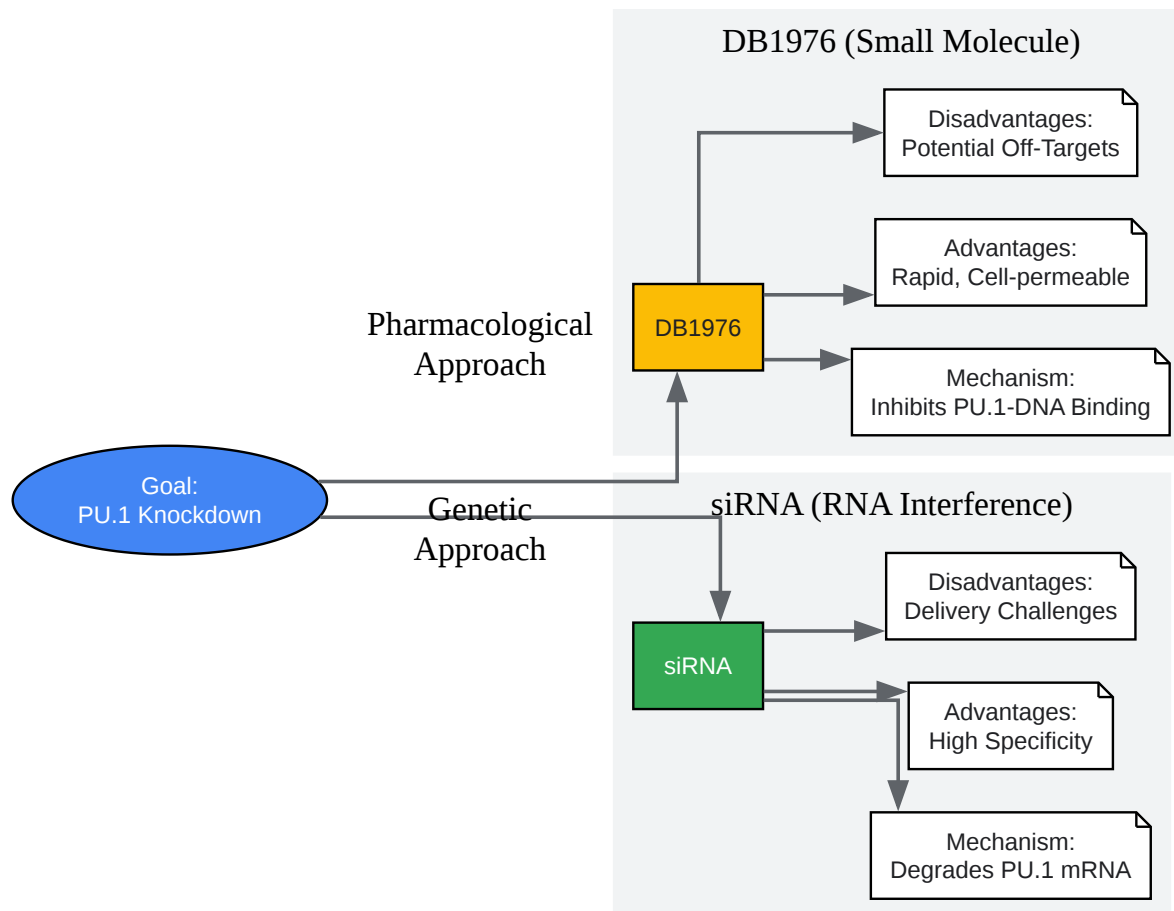 DB1976 (Small Molecule)
Disadvantages:
Potential Off-Targets
Advantages:
Rapid, Cell-permeable
DB1976
Pharmacological
Approach
Mechanism:
Inhibits PU.1-DNA Binding
Goal:
PU.1 Knockdown
Genetic
Approach
siRNA (RNA Interference)
Disadvantages:
Delivery Challenges
siRNA
Advantages:
High Specificity
Mechanism:
Degrades PU.1 mRNA